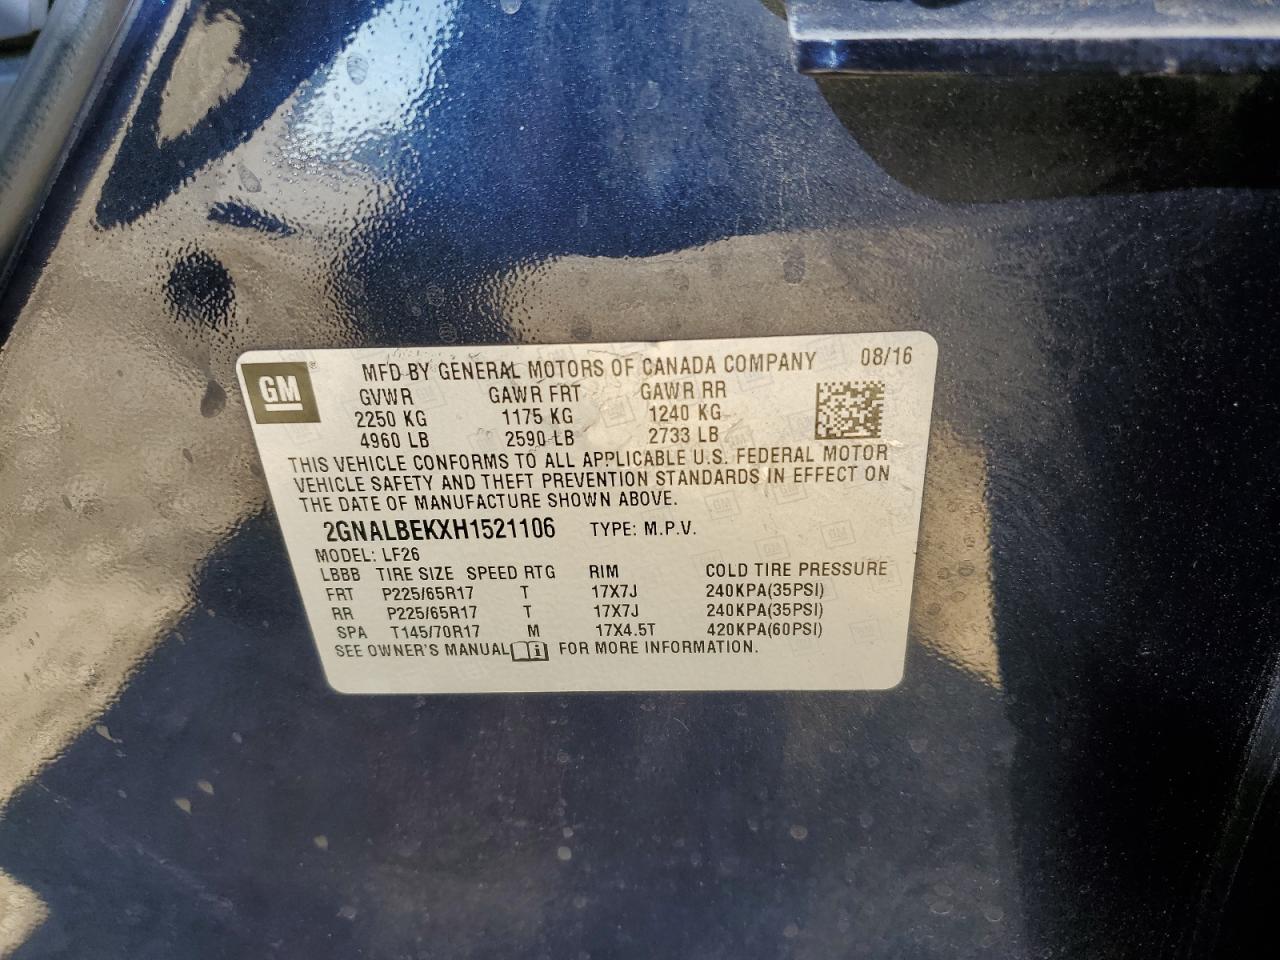 GM MFD BY GENERAL MOTORS OF CANADA COMPANY 08/16
GVWR GAWR FRT GAWR RR
2250 KG 1175 KG 1240 KG
4960 LB 2590 LB 2733 LB
THIS VEHICLE CONFORMS TO ALL APPLICABLE U.S. FEDERAL MOTOR
VEHICLE SAFETY AND THEFT PREVENTION STANDARDS IN EFFECT ON
THE DATE OF MANUFACTURE SHOWN ABOVE.
2GNALBEKXH1521106 TYPE: M.P.V.
MODEL: LF26
LBBB TIRE SIZE SPEED RTG RIM COLD TIRE PRESSURE
FRT P225/65R17 T 17X7J 240KPA(35PSI)
RR P225/65R17 T 17X7J 240KPA(35PSI)
SPA T145/70R17 M 17X4.5T 420KPA(60PSI)
SEE OWNER'S MANUAL i FOR MORE INFORMATION.